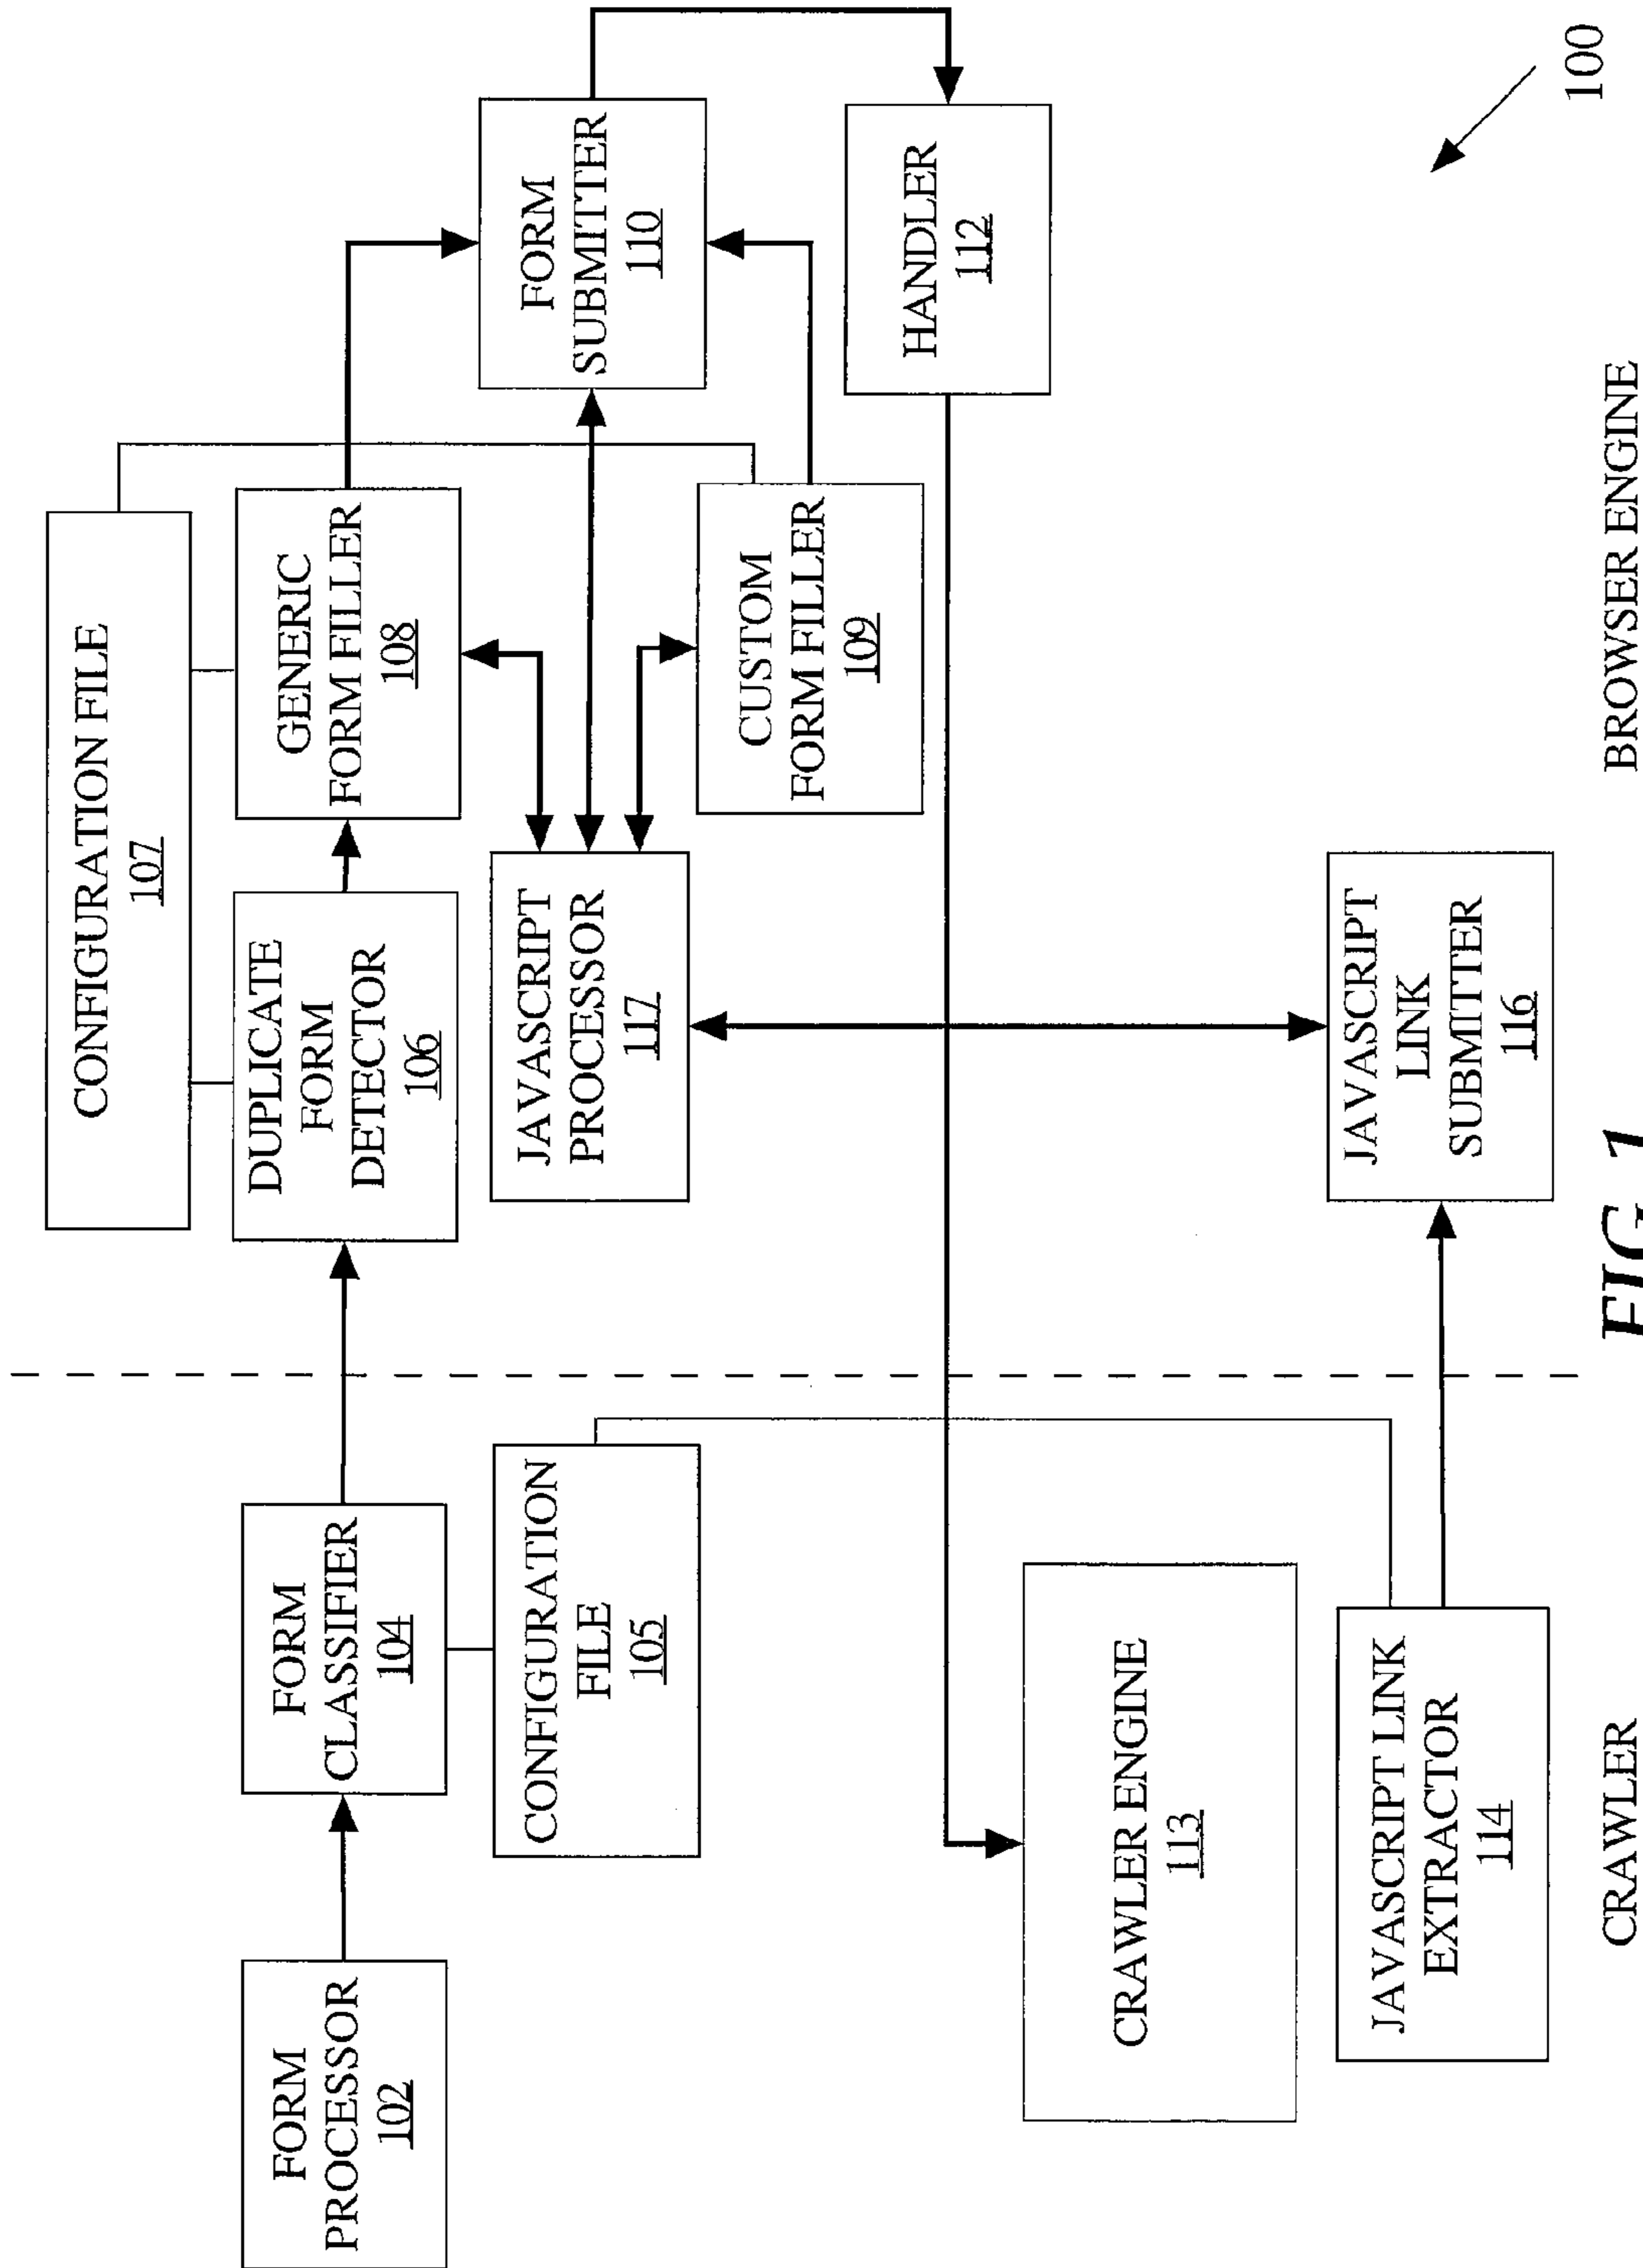 CONFIGURATION FILE
107
FORM
PROCESSOR
102
FORM
CLASSIFIER
104
DUPLICATE
FORM
DETECTOR
106
GENERIC
FORM FILLER
108
CONFIGURATION
FILE
105
JAVASCRIPT
PROCESSOR
117
FORM
SUBMITTER
110
CUSTOM
FORM FILLER
109
HANDLER
112
CRAWLER ENGINE
113
JAVASCRIPT LINK
EXTRACTOR
114
JAVASCRIPT
LINK
SUBMITTER
116
CRAWLER
BROWSER ENGINE
100
FIG. 1